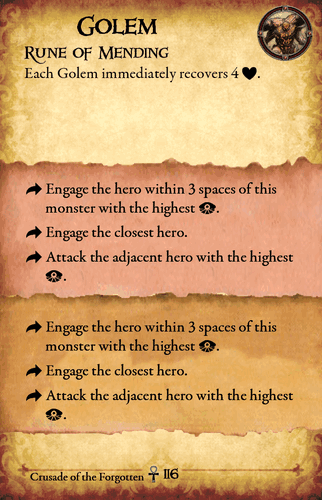 Golem
Rune of Mending
Each Golem immediately recovers 4 ♥.
Engage the hero within 3 spaces of this
monster with the highest .
Engage the closest hero.
Attack the adjacent hero with the highest
.
Engage the hero within 3 spaces of this
monster with the highest .
Engage the closest hero.
Attack the adjacent hero with the highest
.
Crusade of the Forgotten ☥ 116